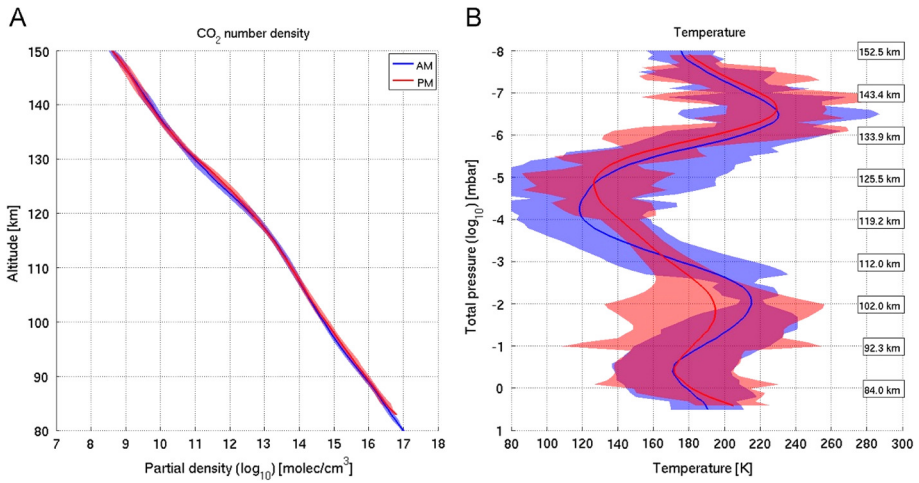 A
CO2 number density
150
140
130
120
110
100
90
80
7 8 9 10 11 12 13 14 15 16 17
Altitude [km]
Partial density (log10) [molec/cm3]
AM
PM
B
Temperature
-8
-7
-6
-5
-4
-3
-2
-1
0
1
80 100 120 140 160 180 200 220 240 260 280 300
Total pressure (log10) [mbar]
Temperature [K]
152.5 km
143.4 km
133.9 km
125.5 km
119.2 km
112.0 km
102.0 km
92.3 km
84.0 km